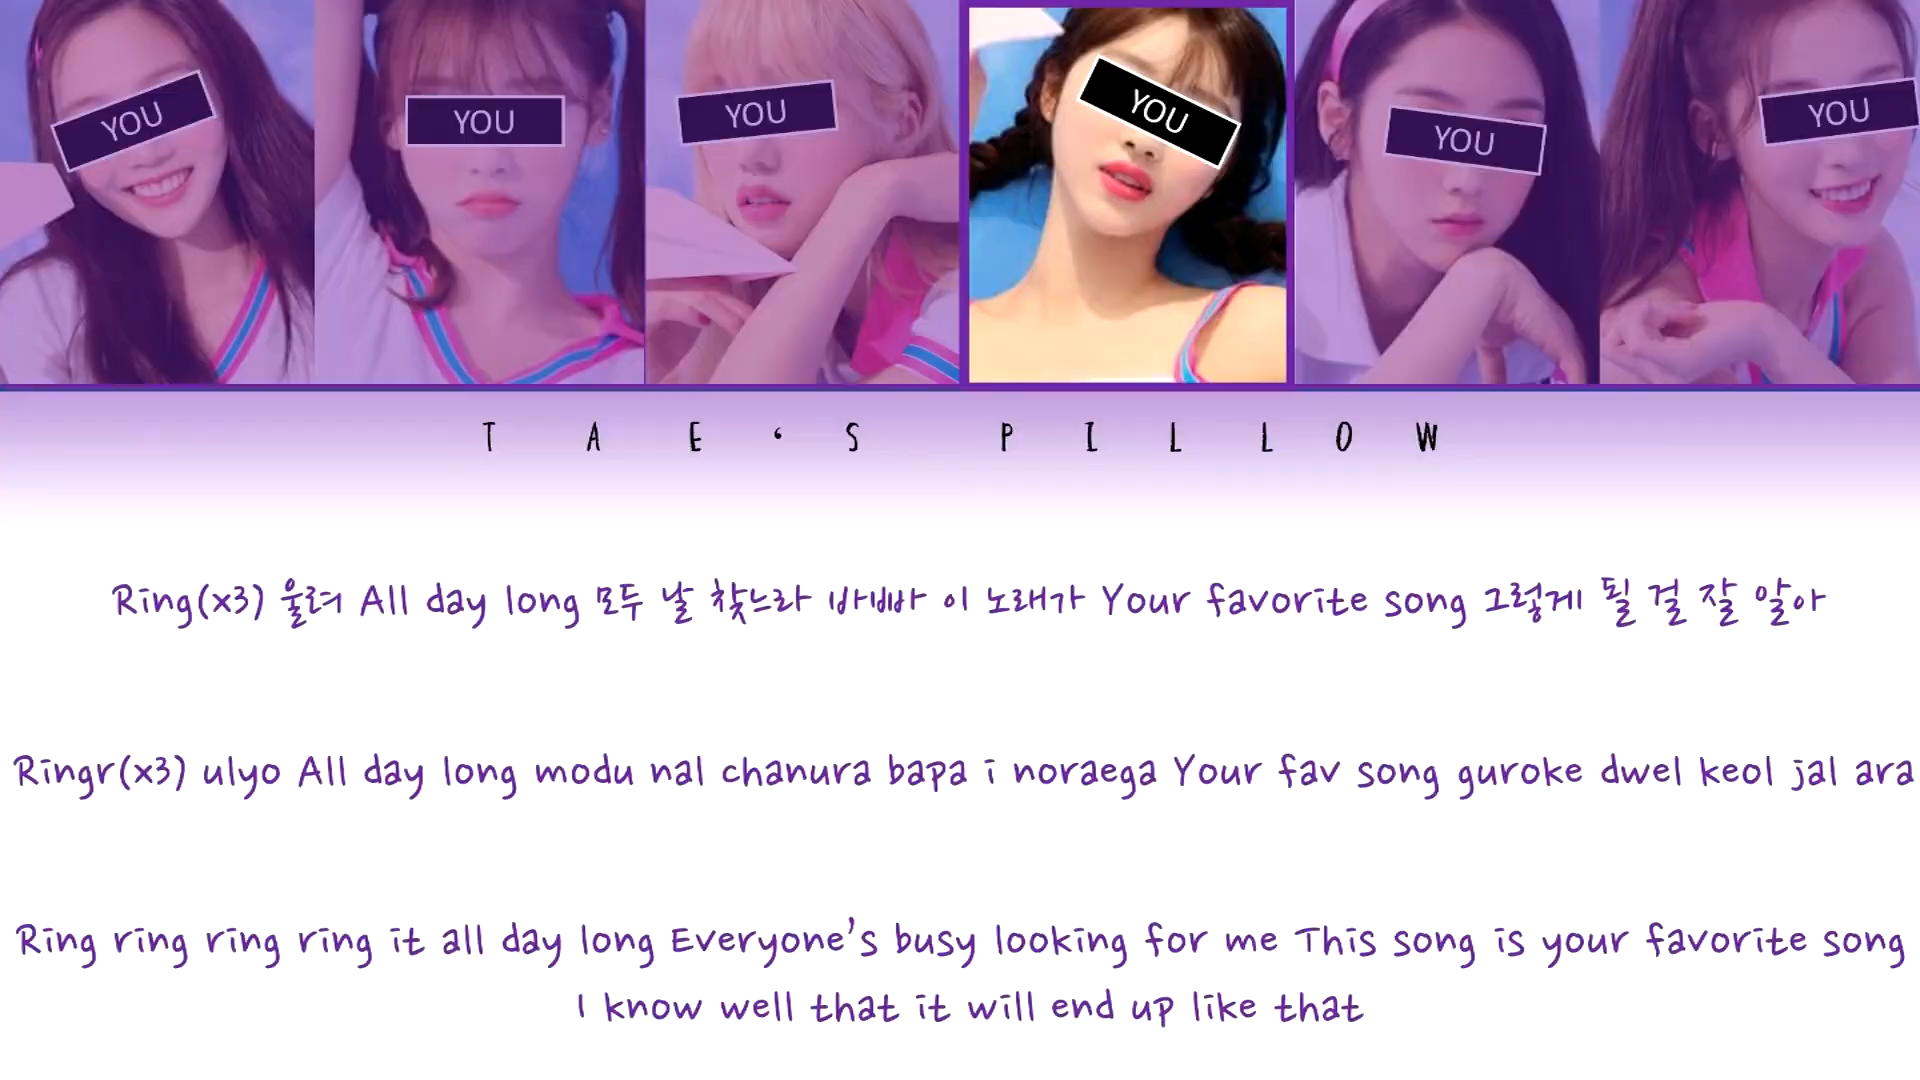 YOU
YOU
YOU
YOU
YOU
YOU
TAE‘S PILLOW
Ring(x3) 울려 All day long 모두 날 찾느라 바빠 이 노래가 Your favorite song 그렇게 될 걸 잘 알아
Ringr(x3) ulyo All day long modu nal chanura bapa i noraega Your fav song guroke dwel keol jal ara
Ring ring ring ring it all day long Everyone's busy looking for me This song is your favorite song
I know well that it will end up like that